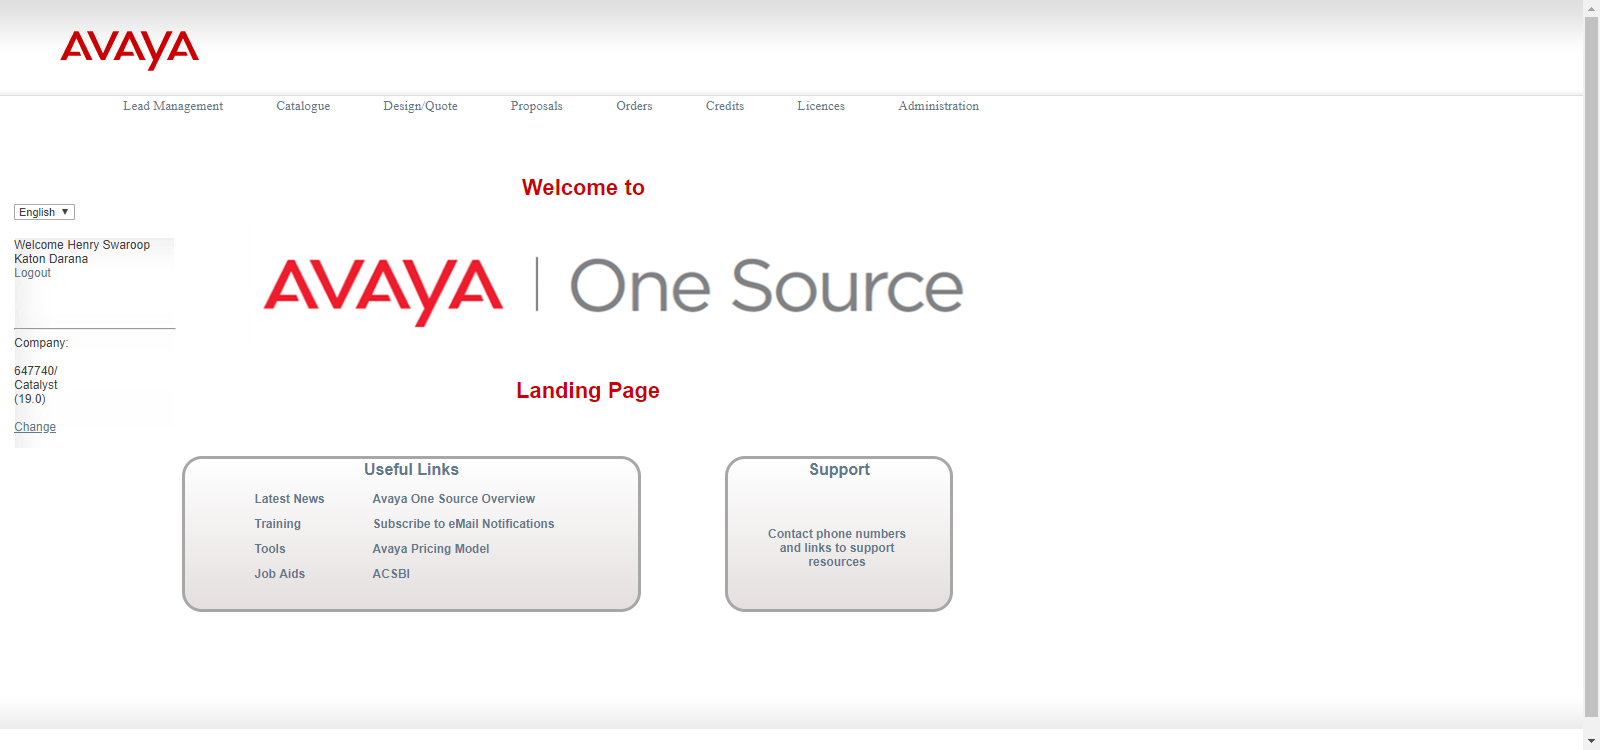 AVAYA
Lead Management Catalogue Design/Quote Proposals Orders Credits Licences Administration
Welcome to
English
Welcome Henry Swaroop
Katon Darana
Logout
AVAYA | One Source
Company:
647740/
Catalyst
(19.0)
Change
Landing Page
Useful Links
Latest News Avaya One Source Overview
Training Subscribe to eMail Notifications
Tools Avaya Pricing Model
Job Aids ACSBI
Support
Contact phone numbers
and links to support
resources